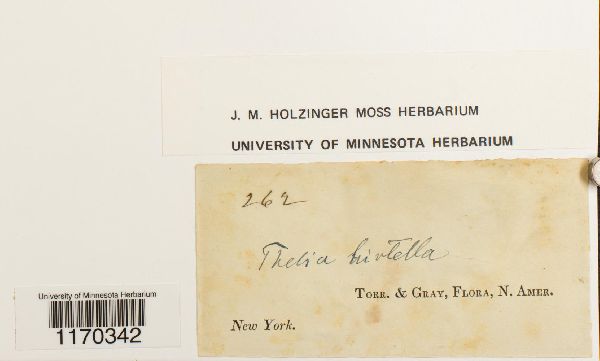 J. M. HOLZINGER MOSS HERBARIUM
UNIVERSITY OF MINNESOTA HERBARIUM
262
Thelia hirtella
TORR. & GRAY, FLORA, N. AMER.
New York.
University of Minnesota Herbarium
1170342